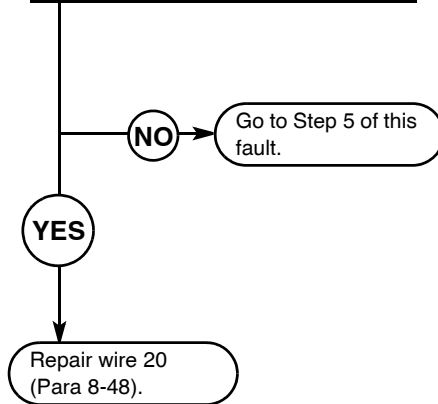 NO
Go to Step 5 of this
fault.
YES
Repair wire 20
(Para 8-48).